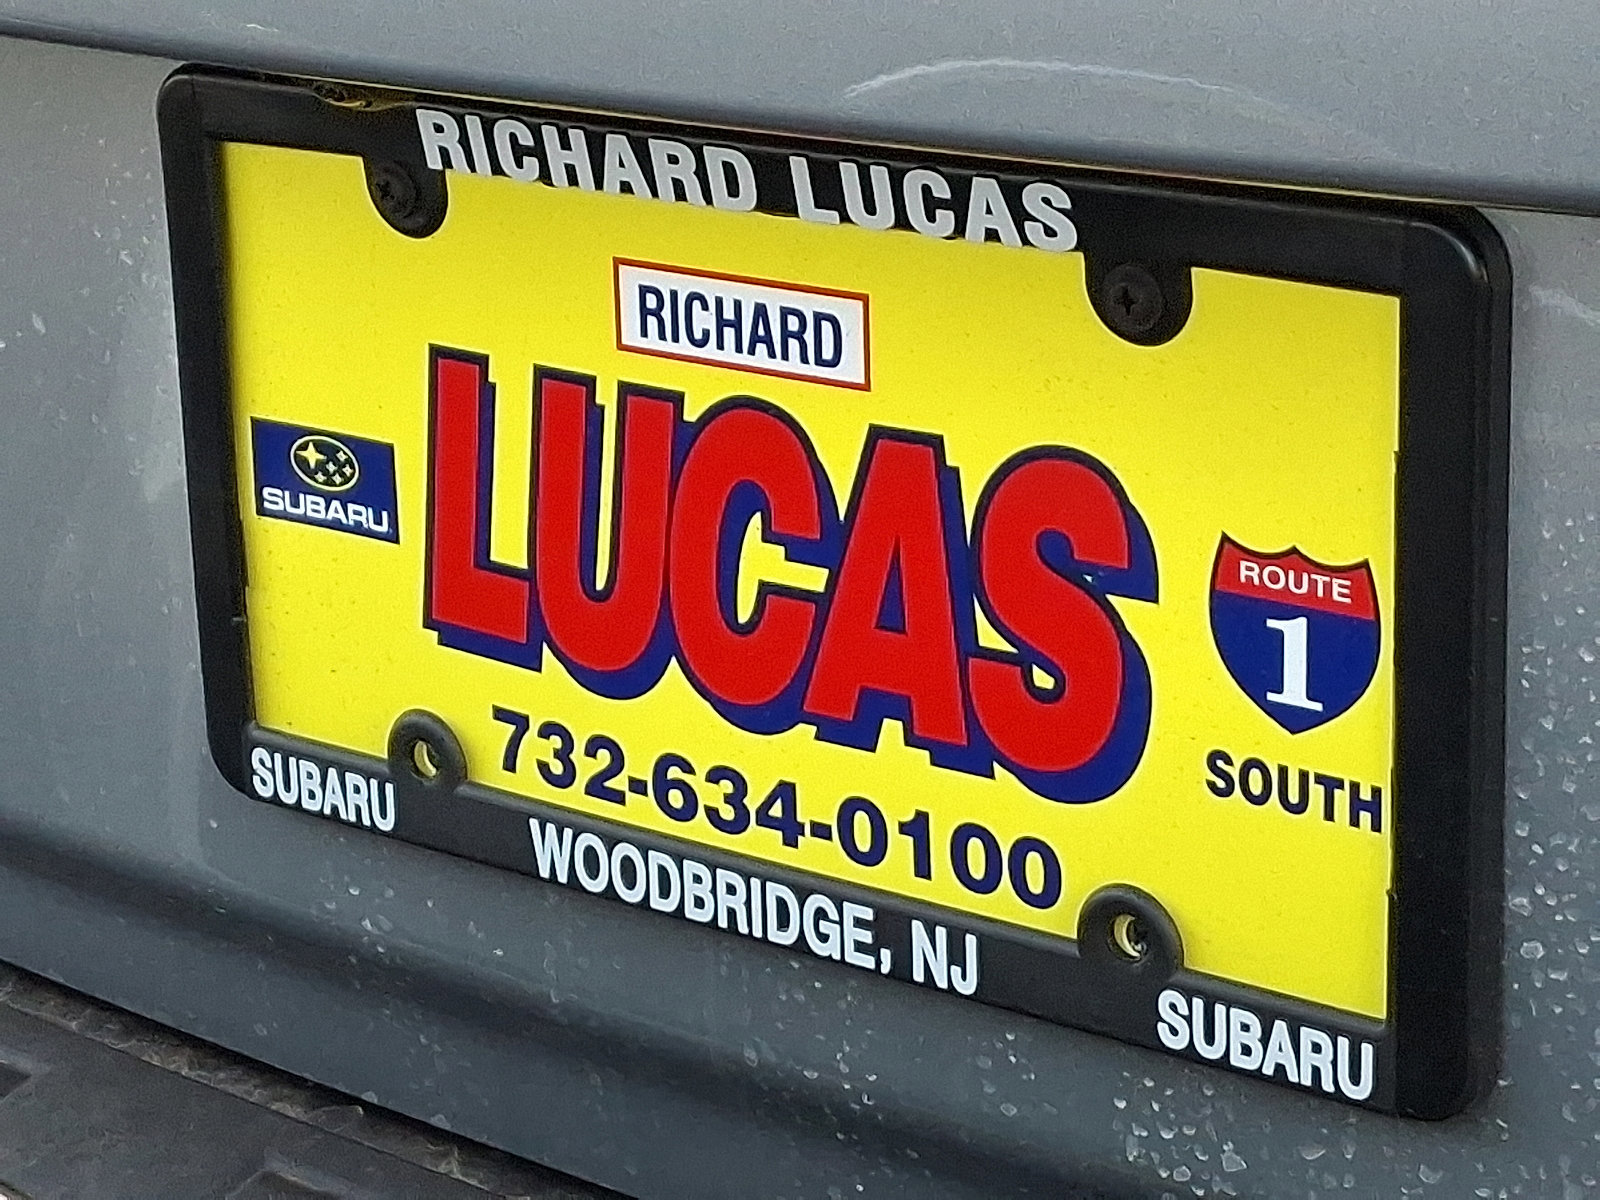 RICHARD LUCAS
RICHARD
LUCAS
SUBARU
ROUTE
1
SOUTH
732-634-0100
SUBARU
WOODBRIDGE, NJ
SUBARU